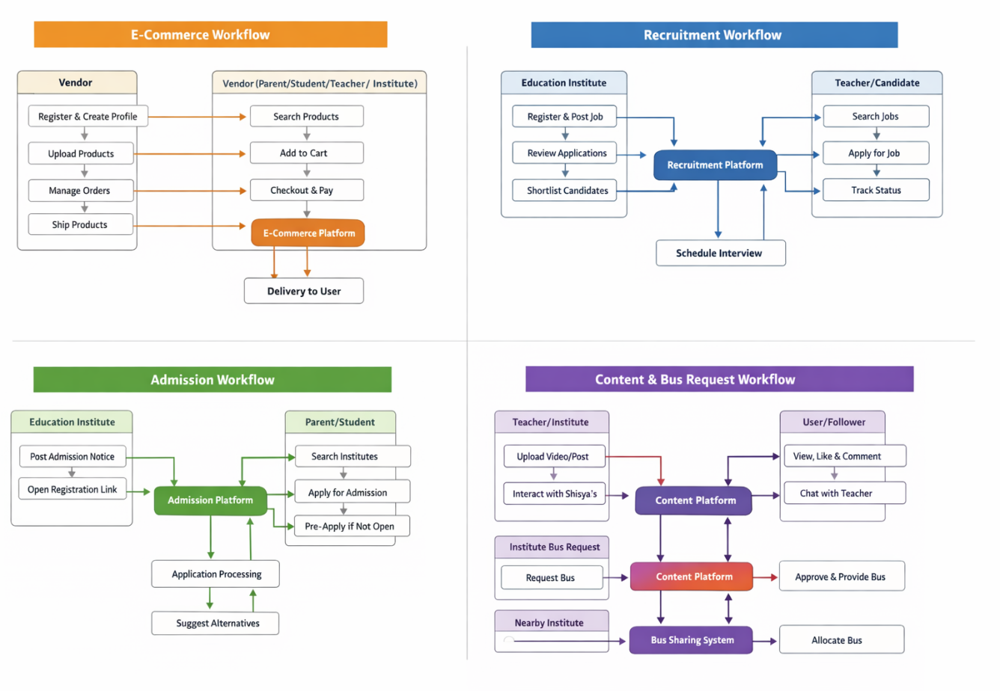 E-Commerce Workflow
Vendor
Register & Create Profile
Upload Products
Manage Orders
Ship Products
Vendor (Parent/Student/Teacher/ Institute)
Search Products
Add to Cart
Checkout & Pay
E-Commerce Platform
Delivery to User
Recruitment Workflow
Education Institute
Register & Post Job
Review Applications
Shortlist Candidates
Recruitment Platform
Schedule Interview
Teacher/Candidate
Search Jobs
Apply for Job
Track Status
Admission Workflow
Education Institute
Post Admission Notice
Open Registration Link
Admission Platform
Application Processing
Suggest Alternatives
Parent/Student
Search Institutes
Apply for Admission
Pre-Apply if Not Open
Content & Bus Request Workflow
Teacher/Institute
Upload Video/Post
Interact with Shisya's
Content Platform
User/Follower
View, Like & Comment
Chat with Teacher
Institute Bus Request
Request Bus
Content Platform
Approve & Provide Bus
Nearby Institute
Bus Sharing System
Allocate Bus